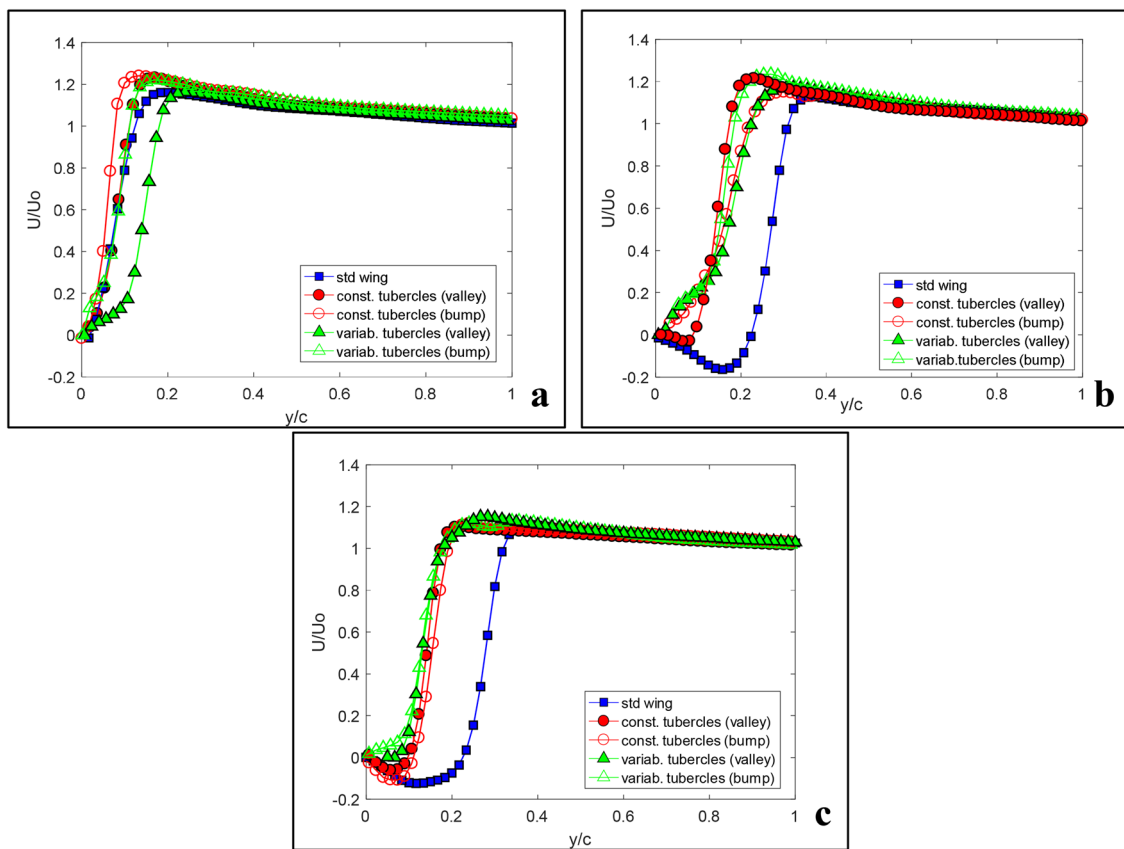 1.4
1.2
1
0.8
0.6
0.4
0.2
0
-0.2
U/Uo
std wing
const. tubercles (valley)
const. tubercles (bump)
variab. tubercles (valley)
variab. tubercles (bump)
0 0.2 0.4 0.6 0.8 1
y/c
a
1.4
1.2
1
0.8
0.6
0.4
0.2
0
-0.2
U/Uo
std wing
const. tubercles (valley)
const. tubercles (bump)
variab. tubercles (valley)
variab.tubercles (bump)
0 0.2 0.4 0.6 0.8 1
y/c
b
1.4
1.2
1
0.8
0.6
0.4
0.2
0
-0.2
U/Uo
std wing
const. tubercles (valley)
const. tubercles (bump)
variab. tubercles (valley)
variab. tubercles (bump)
0 0.2 0.4 0.6 0.8 1
y/c
c